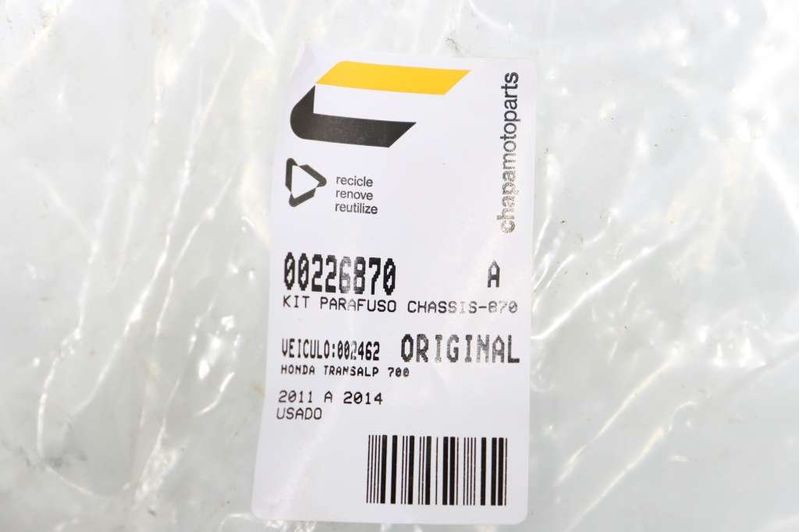 chapamotoparts
recicle
renove
reutilize
00226870 A
KIT PARAFUSO CHASSIS-870
VEICULO:002462 ORIGINAL
HONDA TRANSALP 700
2011 A 2014
USADO